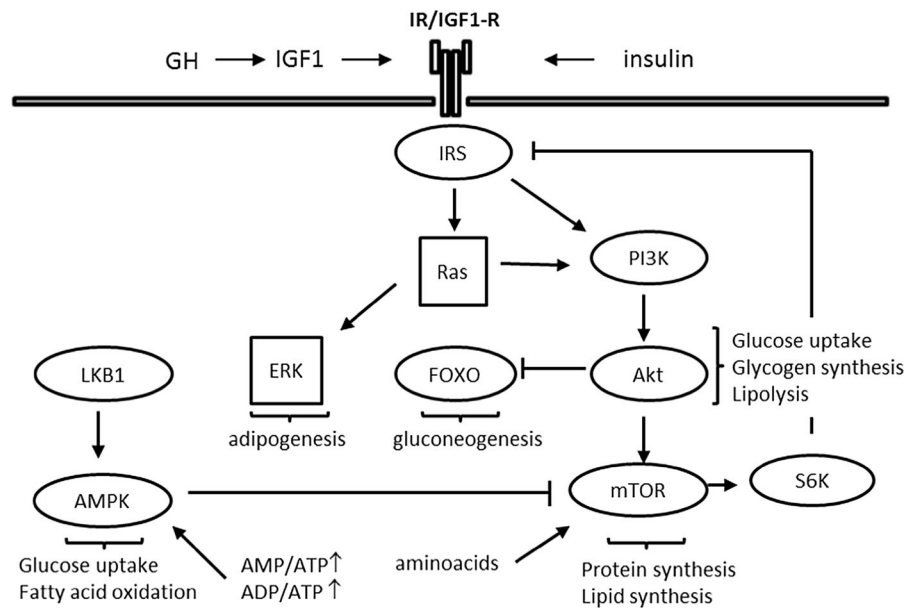 IR/IGF1-R
GH IGF1 insulin
IRS
Ras PI3K
LKB1 ERK FOXO Akt
Glucose uptake
Glycogen synthesis
Lipolysis
adipogenesis gluconeogenesis
AMPK mTOR S6K
Glucose uptake
Fatty acid oxidation
AMP/ATP↑
ADP/ATP↑
aminoacids
Protein synthesis
Lipid synthesis